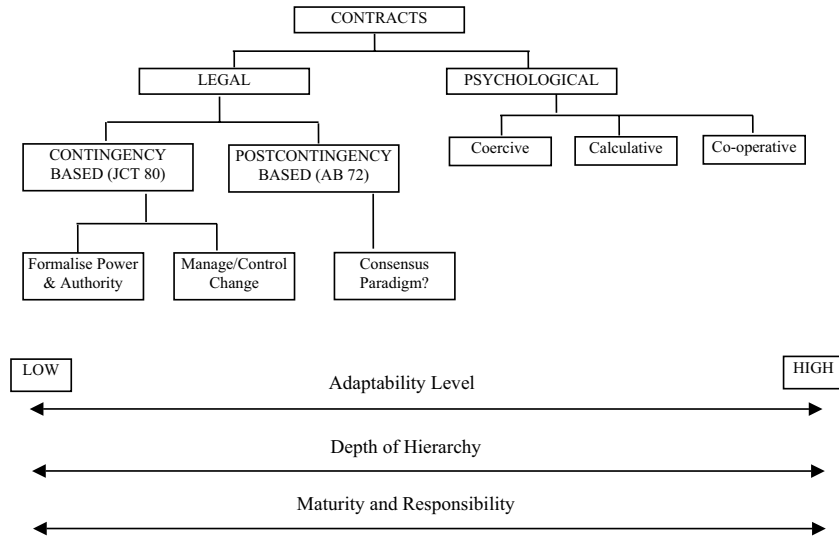 CONTRACTS
LEGAL
PSYCHOLOGICAL
CONTINGENCY
BASED (JCT 80)
POSTCONTINGENCY
BASED (AB 72)
Coercive
Calculative
Co-operative
Formalise Power
& Authority
Manage/Control
Change
Consensus
Paradigm?
LOW
HIGH
Adaptability Level
Depth of Hierarchy
Maturity and Responsibility